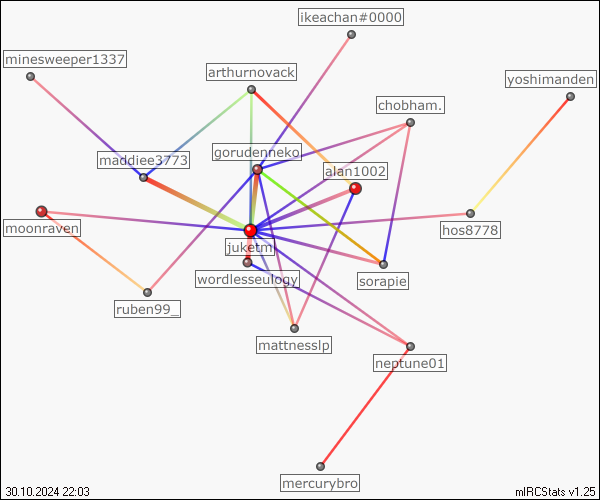 ikeachan#0000
minesweeper1337
arthurnovack
yoshimanden
chobham.
gorudenneko
maddiee3773
alan1002
moonraven
hos8778
juketm
wordlesseulogy
sorapie
ruben99_
mattnesslp
neptune01
mercurybro
30.10.2024 22:03
mIRCStats v1.25